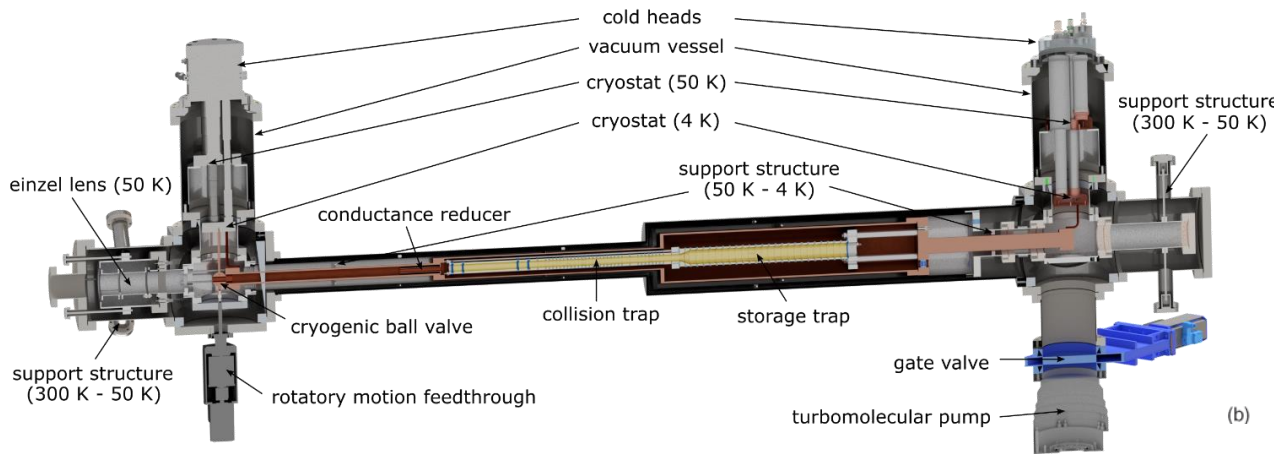 cold heads
vacuum vessel
cryostat (50 K)
cryostat (4 K)
support structure
(300 K - 50 K)
support structure
(50 K - 4 K)
einzel lens (50 K)
conductance reducer
cryogenic ball valve
collision trap
storage trap
gate valve
support structure
(300 K - 50 K)
rotatory motion feedthrough
turbomolecular pump
(b)